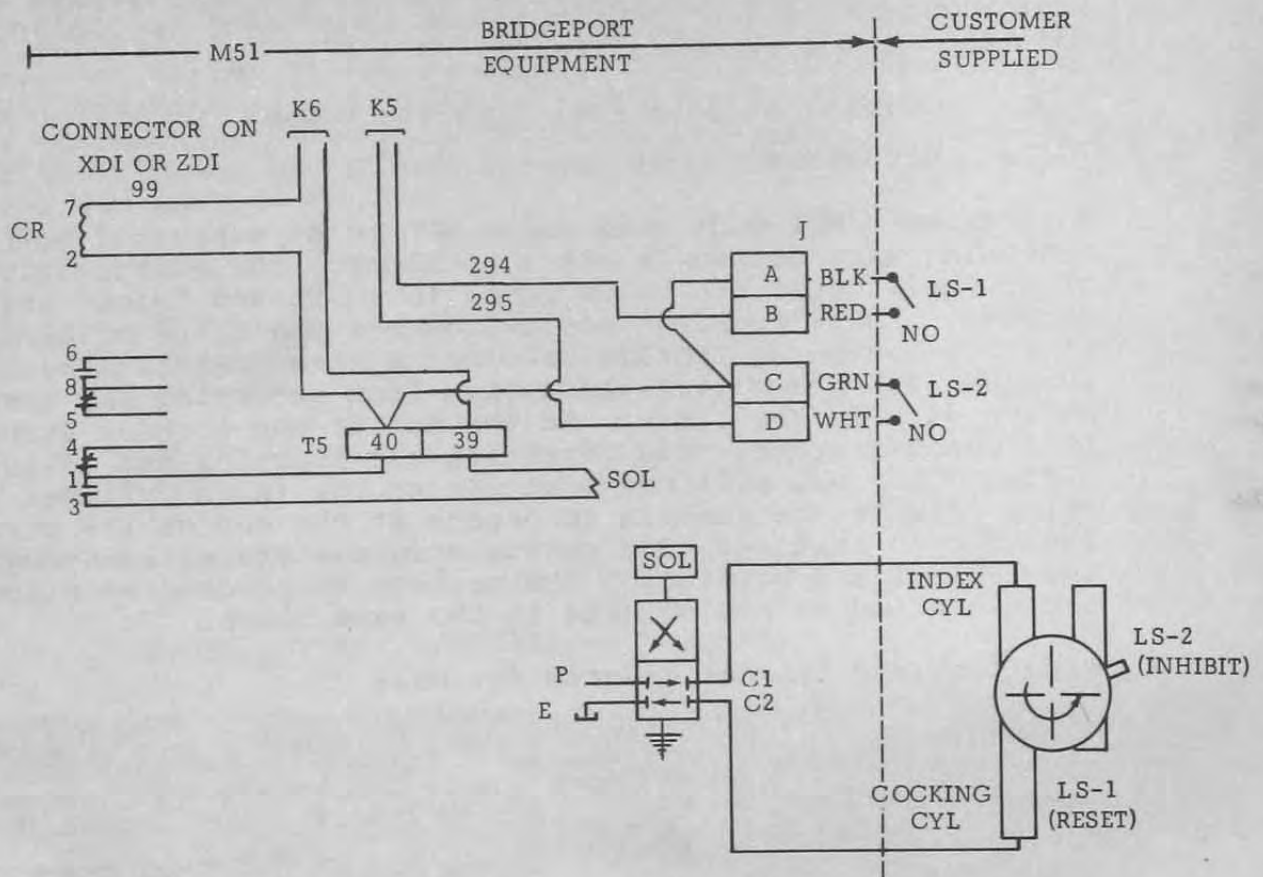 M51
BRIDGEPORT
EQUIPMENT
CUSTOMER
SUPPLIED
K6
K5
CONNECTOR ON
XDI OR ZDI
99
7
CR
2
294
295
J
A
BLK
B
RED
LS-1
NO
C
GRN
D
WHT
LS-2
NO
6
8
5
4
1
3
T5
40
39
SOL
SOL
P
E
C1
C2
INDEX
CYL
LS-2
(INHIBIT)
COCKING
CYL
LS-1
(RESET)